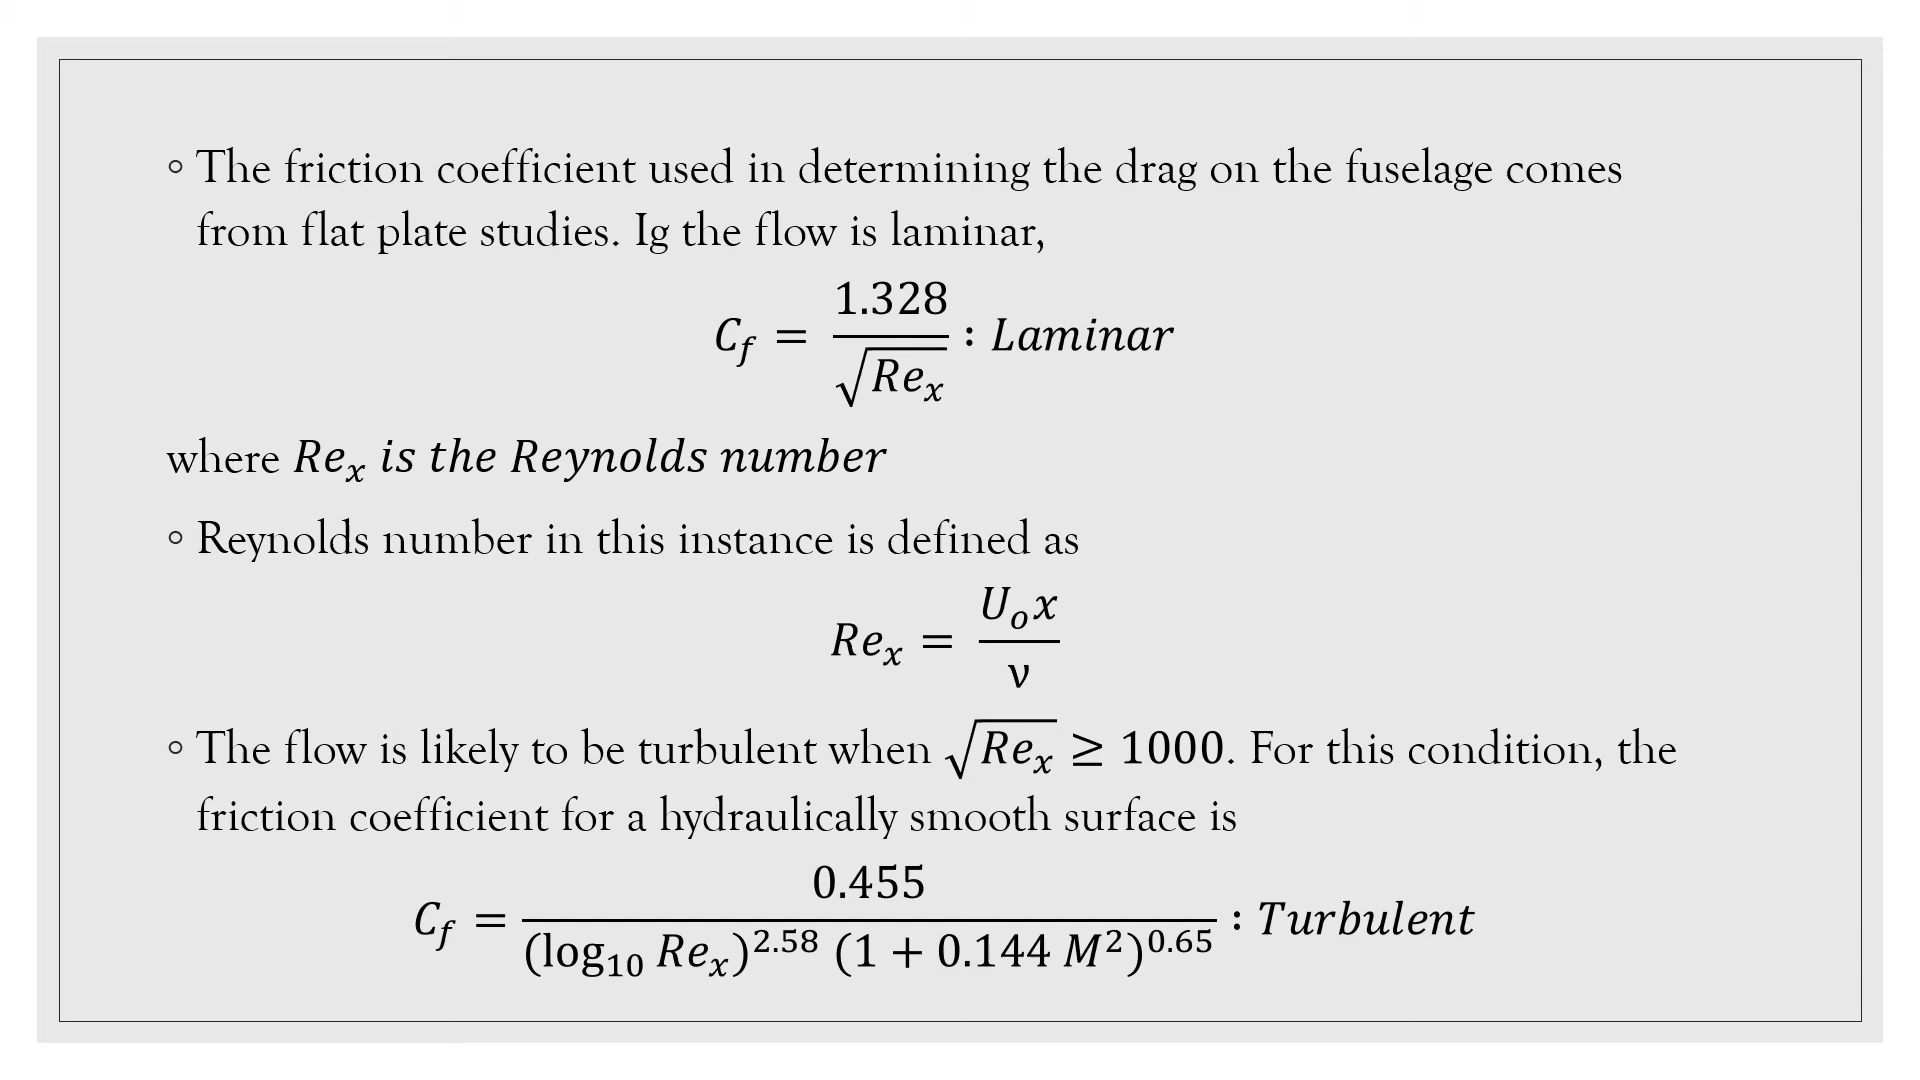 ◦ The friction coefficient used in determining the drag on the fuselage comes
from flat plate studies. Ig the flow is laminar,
C_f = 1.328 / √Re_x : Laminar
where Re_x is the Reynolds number
◦ Reynolds number in this instance is defined as
Re_x = U_o x / ν
◦ The flow is likely to be turbulent when √Re_x ≥ 1000. For this condition, the
friction coefficient for a hydraulically smooth surface is
C_f = 0.455 / (log₁₀ Re_x)^2.58 (1 + 0.144 M²)^0.65 : Turbulent